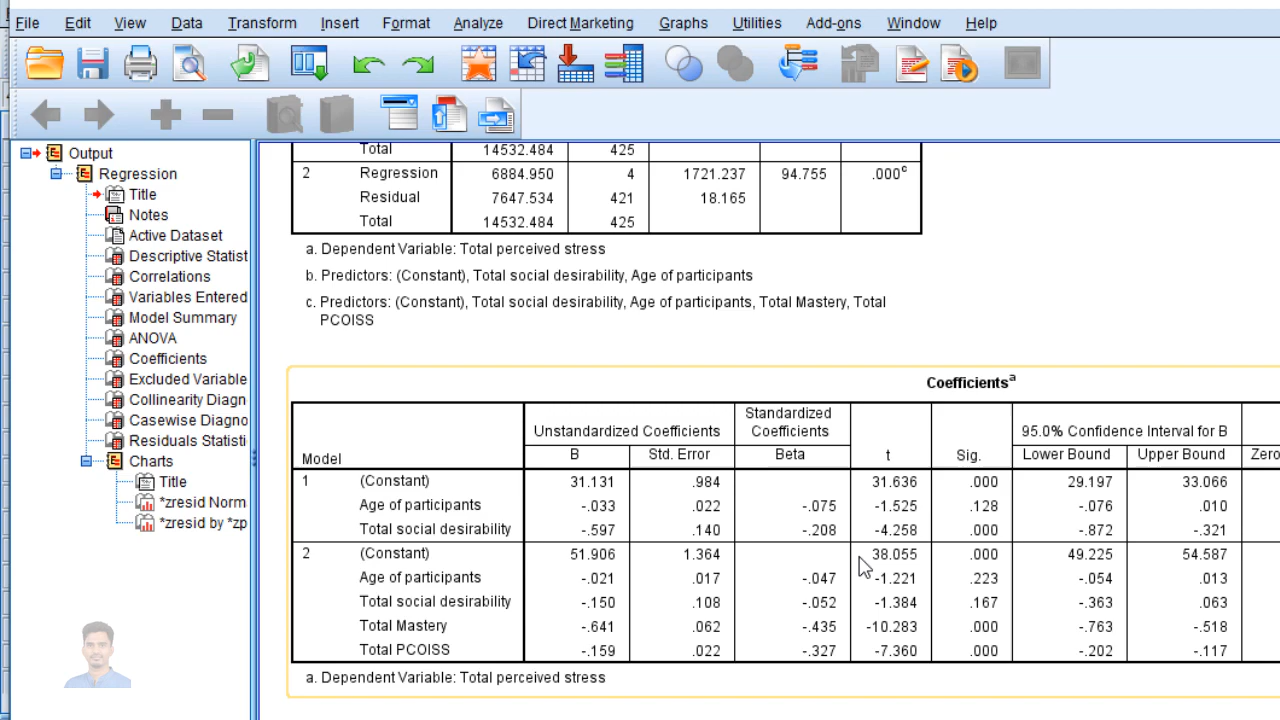 File Edit View Data Transform Insert Format Analyze Direct Marketing Graphs Utilities Add-ons Window Help
Output
Regression
Title
Notes
Active Dataset
Descriptive Statist
Correlations
Variables Entered
Model Summary
ANOVA
Coefficients
Excluded Variable
Collinearity Diagn
Casewise Diagno
Residuals Statisti
Charts
Title
*zresid Norm
*zresid by *zp
Total 14532.484 425
2 Regression 6884.950 4 1721.237 94.755 .000c
Residual 7647.534 421 18.165
Total 14532.484 425
a. Dependent Variable: Total perceived stress
b. Predictors: (Constant), Total social desirability, Age of participants
c. Predictors: (Constant), Total social desirability, Age of participants, Total Mastery, Total
PCOISS
Coefficientsa
Model Unstandardized Coefficients Standardized Coefficients t Sig. 95.0% Confidence Interval for B
B Std. Error Beta Lower Bound Upper Bound Zero
1 (Constant) 31.131 .984 31.636 .000 29.197 33.066
Age of participants -.033 .022 -.075 -1.525 .128 -.076 .010
Total social desirability -.597 .140 -.208 -4.258 .000 -.872 -.321
2 (Constant) 51.906 1.364 38.055 .000 49.225 54.587
Age of participants -.021 .017 -.047 -1.221 .223 -.054 .013
Total social desirability -.150 .108 -.052 -1.384 .167 -.363 .063
Total Mastery -.641 .062 -.435 -10.283 .000 -.763 -.518
Total PCOISS -.159 .022 -.327 -7.360 .000 -.202 -.117
a. Dependent Variable: Total perceived stress